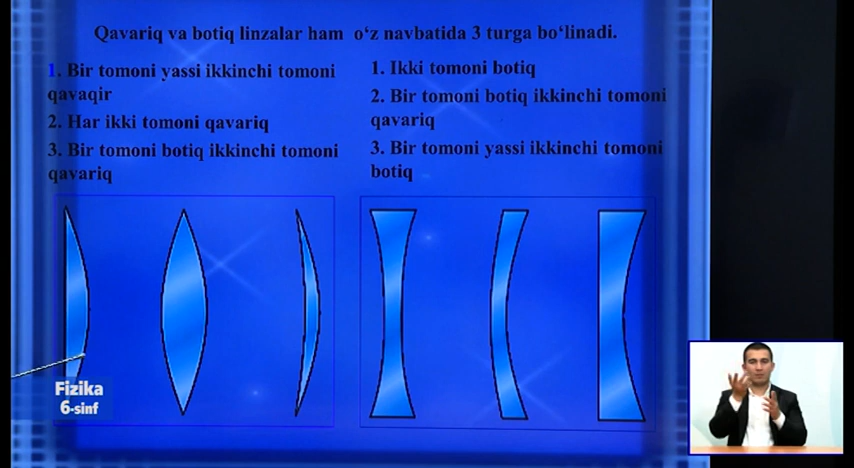 Qavariq va botiq linzalar ham o‘z navbatida 3 turga bo‘linadi.
1. Bir tomoni yassi ikkinchi tomoni
qavaqir
2. Har ikki tomoni qavariq
3. Bir tomoni botiq ikkinchi tomoni
qavariq
1. Ikki tomoni botiq
2. Bir tomoni botiq ikkinchi tomoni
qavariq
3. Bir tomoni yassi ikkinchi tomoni
botiq
Fizika
6-sinf